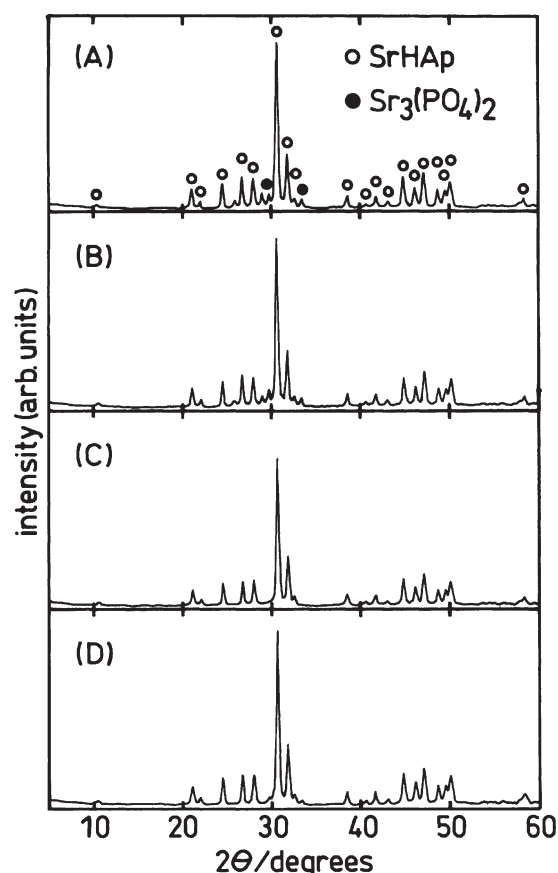 (A)
○ SrHAp
● Sr3(PO4)2
(B)
(C)
(D)
intensity (arb. units)
10 20 30 40 50 60
2θ/degrees